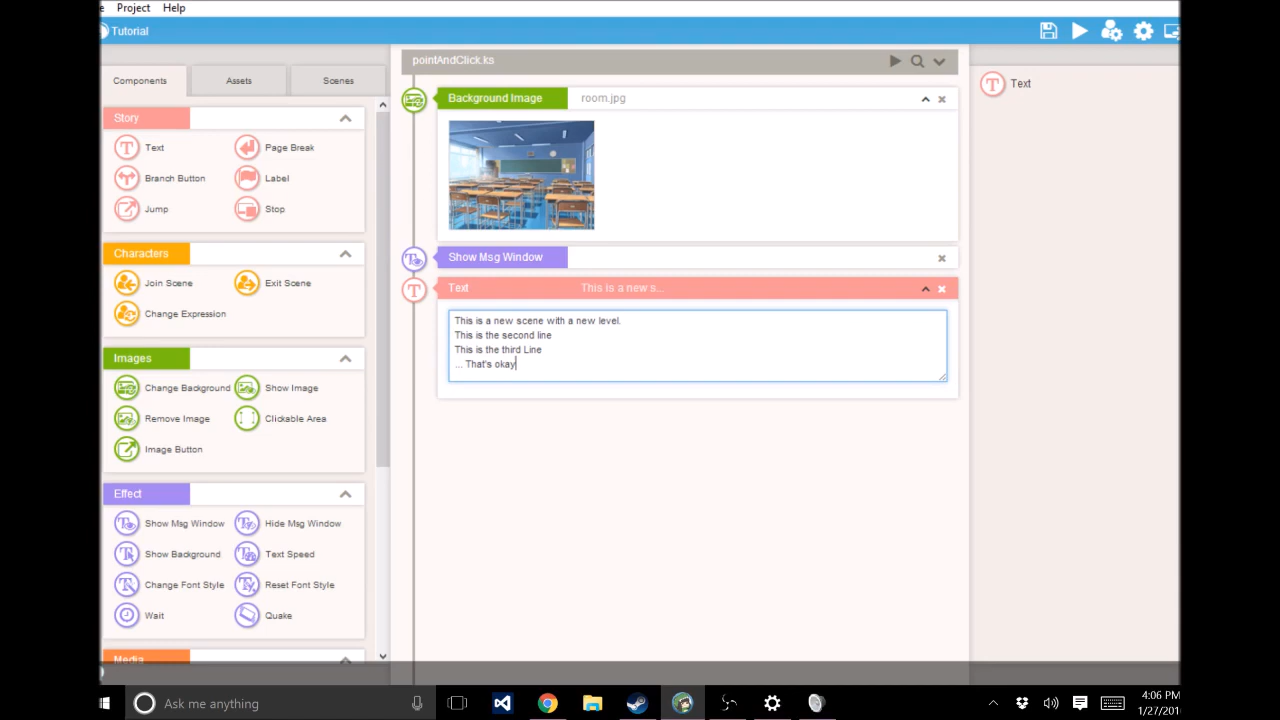 Project Help
Tutorial
Components Assets Scenes
Story
Text Page Break
Branch Button Label
Jump Stop
Characters
Join Scene Exit Scene
Change Expression
Images
Change Background Show Image
Remove Image Clickable Area
Image Button
Effect
Show Msg Window Hide Msg Window
Show Background Text Speed
Change Font Style Reset Font Style
Wait Quake
Media
pointAndClick.ks
Background Image room.jpg
Show Msg Window
Text This is a new s...
This is a new scene with a new level.
This is the second line
This is the third Line
... That's okay
Text
Ask me anything
4:06 PM
1/27/201